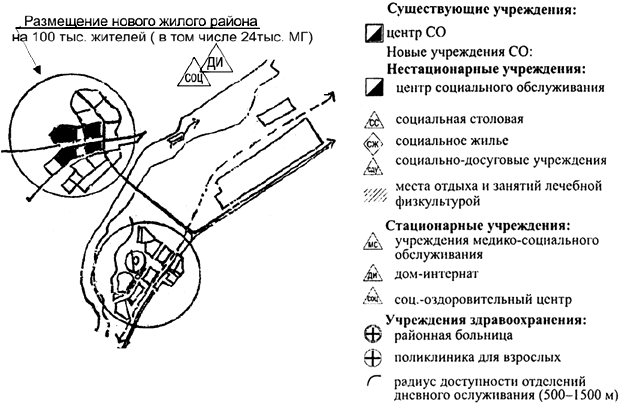 Размещение нового жилого района
на 100 тыс. жителей ( в том числе 24тыс. МГ)
ДИ
СОЦ
Существующие учреждения:
центр СО
Новые учреждения СО:
Нестационарные учреждения:
центр социального обслуживания
СС социальная столовая
СЖ социальное жилье
социально-досуговые учреждения
места отдыха и занятий лечебной
физкультурой
Стационарные учреждения:
МС учреждения медико-социального
обслуживания
ДИ дом-интернат
СОЦ соц.-оздоровительный центр
Учреждения здравоохранения:
районная больница
поликлиника для взрослых
радиус доступности отделений
дневного ослуживания (500–1500 м)